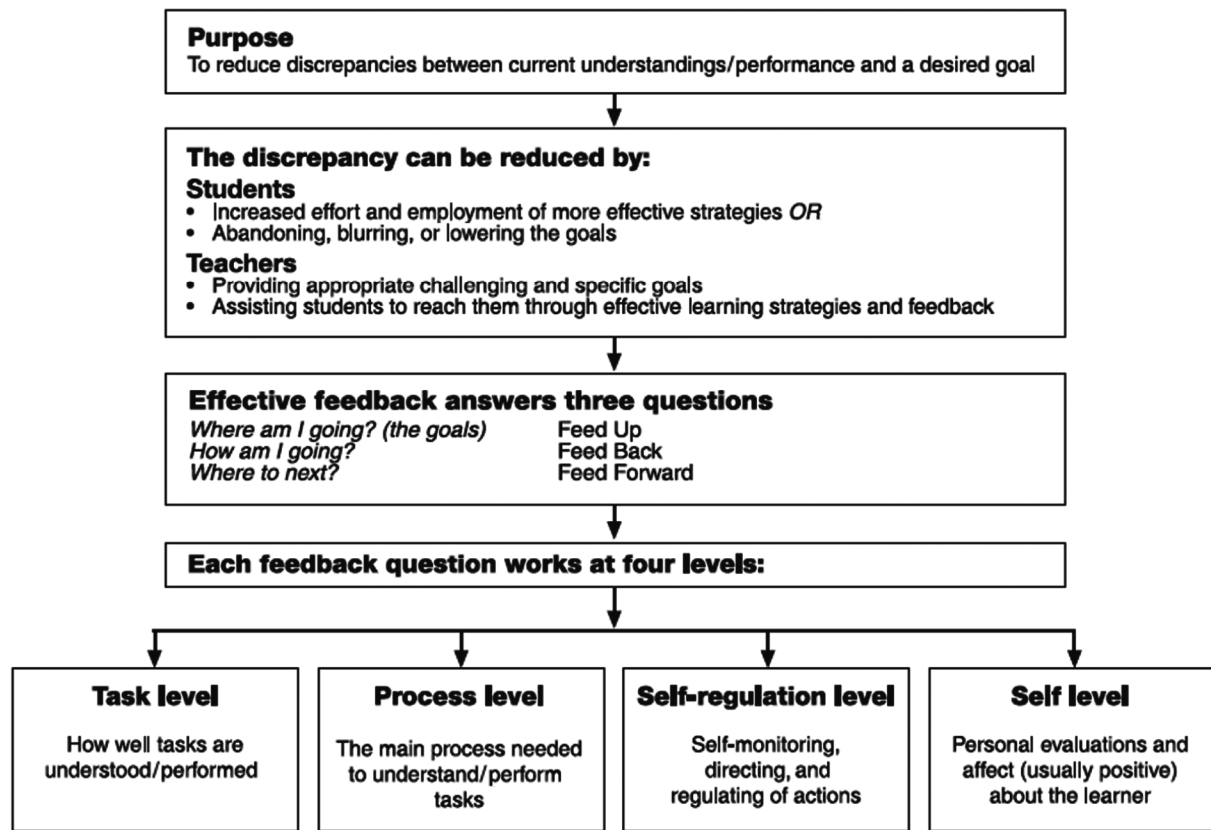 Purpose
To reduce discrepancies between current understandings/performance and a desired goal
The discrepancy can be reduced by:
Students
• Increased effort and employment of more effective strategies OR
• Abandoning, blurring, or lowering the goals
Teachers
• Providing appropriate challenging and specific goals
• Assisting students to reach them through effective learning strategies and feedback
Effective feedback answers three questions
Where am I going? (the goals) Feed Up
How am I going? Feed Back
Where to next? Feed Forward
Each feedback question works at four levels:
Task level
How well tasks are
understood/performed
Process level
The main process needed
to understand/perform
tasks
Self-regulation level
Self-monitoring,
directing, and
regulating of actions
Self level
Personal evaluations and
affect (usually positive)
about the learner